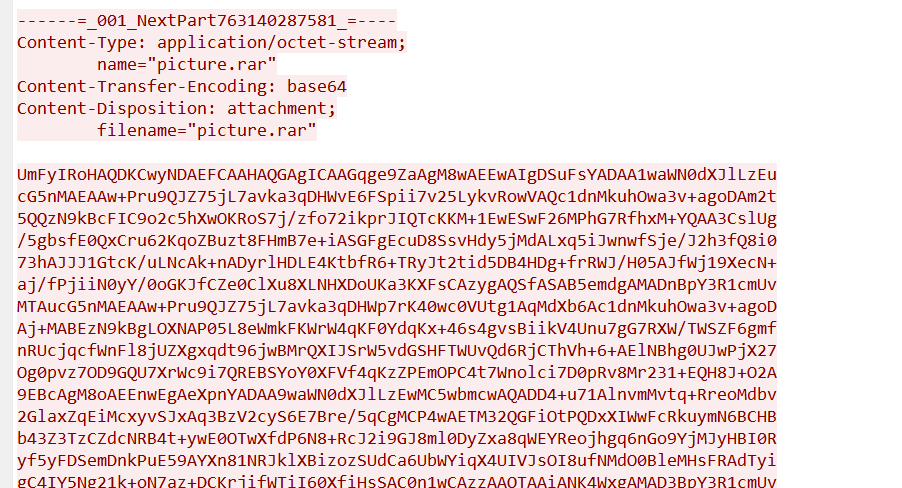 ------=_001_NextPart763140287581_=----
Content-Type: application/octet-stream;
        name="picture.rar"
Content-Transfer-Encoding: base64
Content-Disposition: attachment;
        filename="picture.rar"

UmFyIRoHAQDKCwyNDAEFCAAHAQGAgICAAGqge9ZaAgM8wAEEwAIgDSuFsYADAA1waWN0dXJlLzEu
cG5nMAEAAw+Pru9QJZ75jL7avka3qDHWvE6FSpii7v25LykvRowVAQc1dnMkuhOwa3v+agoDAm2t
5QQzN9kBcFIC9o2c5hXwOKRoS7j/zfo72ikprJIQTcKKM+1EwESwF26MPhG7RfhxM+YQAA3CslUg
/5gbsfE0QxCru62KqoZBuzt8FHmB7e+iASGFgEcuD8SsvHdy5jMdALxq5iJwnwfSje/J2h3fQ8i0
73hAJJJ1GtcK/uLNcAk+nADyrlHDLE4KtbfR6+TRyJt2tid5DB4HDg+frRWJ/H05AJfWj19XecN+
aj/fPjiiN0yY/0oGKJfCZe0ClXu8XLNHXDoUKa3KXFsCAzygAQSfASAB5emdgAMADnBpY3R1cmUv
MTAucG5nMAEAAw+Pru9QJZ75jL7avka3qDHWp7rK40wc0VUtg1AqMdXb6Ac1dnMkuhOwa3v+agoD
Aj+MABEzN9kBgLOXNAP05L8eWmkFKWrW4qKF0YdqKx+46s4gvsBiikV4Unu7gG7RXW/TWSZF6gmf
nRUcjqcfWnFl8jUZXgxqdt96jwBMrQXIJSrW5vdGSHFTWUvQd6RjCThVh+6+AElNBhg0UJwPjX27
Og0pvz7OD9GQU7XrWc9i7QREBSYoY0XFVf4qKzZPEmOPC4t7Wnolci7D0pRv8Mr231+EQH8J+O2A
9EBcAgM8oAEEnwEgAeXpnYADAA9waWN0dXJlLzEwMC5wbmcwAQADD4+u71AlnvmMvtq+RreoMdbv
2GlaxZqEiMcxyvSJxAq3BzV2cyS6E7Bre/5qCgMCP4wAETM32QGFiOtPQDxXIWwFcRkuymN6BCHB
b43Z3TzCZdcNRB4t+ywE0OTwXfdP6N8+RcJ2i9GJ8ml0DyZxa8qWEYReojhgq6nGo9YjMJyHBI0R
yf5yFDSemDnkPuE59AYXn81NRJklXBizozSUdCa6UbWYiqX4UIVJsOI8ufNMdO0BleMHsFRAdTyi
gC4IY5Ng21k+oN7az+DCKrjifWTiI60XfiHsSAC0n1wCAzzAAQTAAiANK4WxgAMAD3BpY3R1cmUv